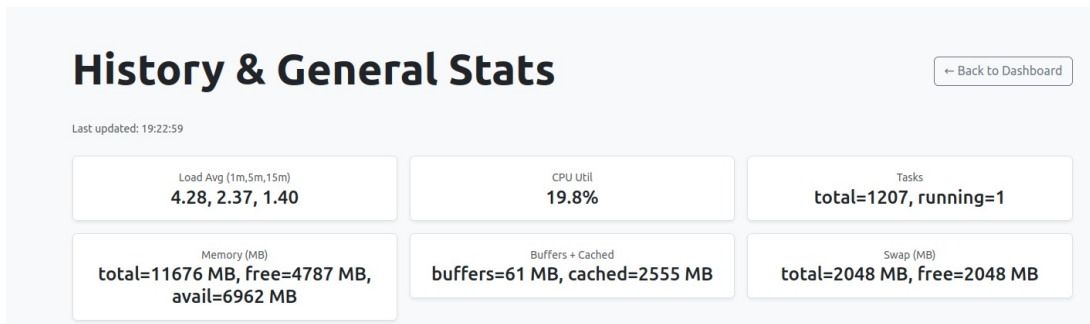 History & General Stats
← Back to Dashboard
Last updated: 19:22:59
Load Avg (1m,5m,15m)
4.28, 2.37, 1.40
CPU Util
19.8%
Tasks
total=1207, running=1
Memory (MB)
total=11676 MB, free=4787 MB,
avail=6962 MB
Buffers + Cached
buffers=61 MB, cached=2555 MB
Swap (MB)
total=2048 MB, free=2048 MB